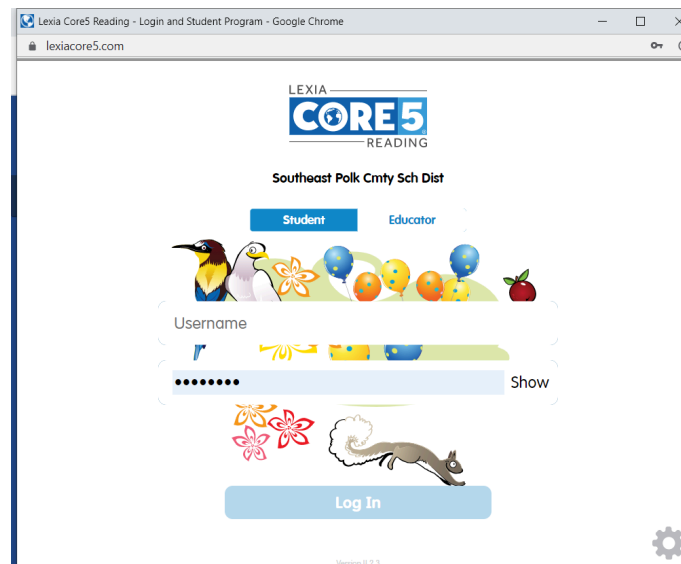 Lexia Core5 Reading - Login and Student Program - Google Chrome
lexiacore5.com
LEXIA
CORE5
READING
Southeast Polk Cmty Sch Dist
Student Educator
Username
•••••••• Show
Log In